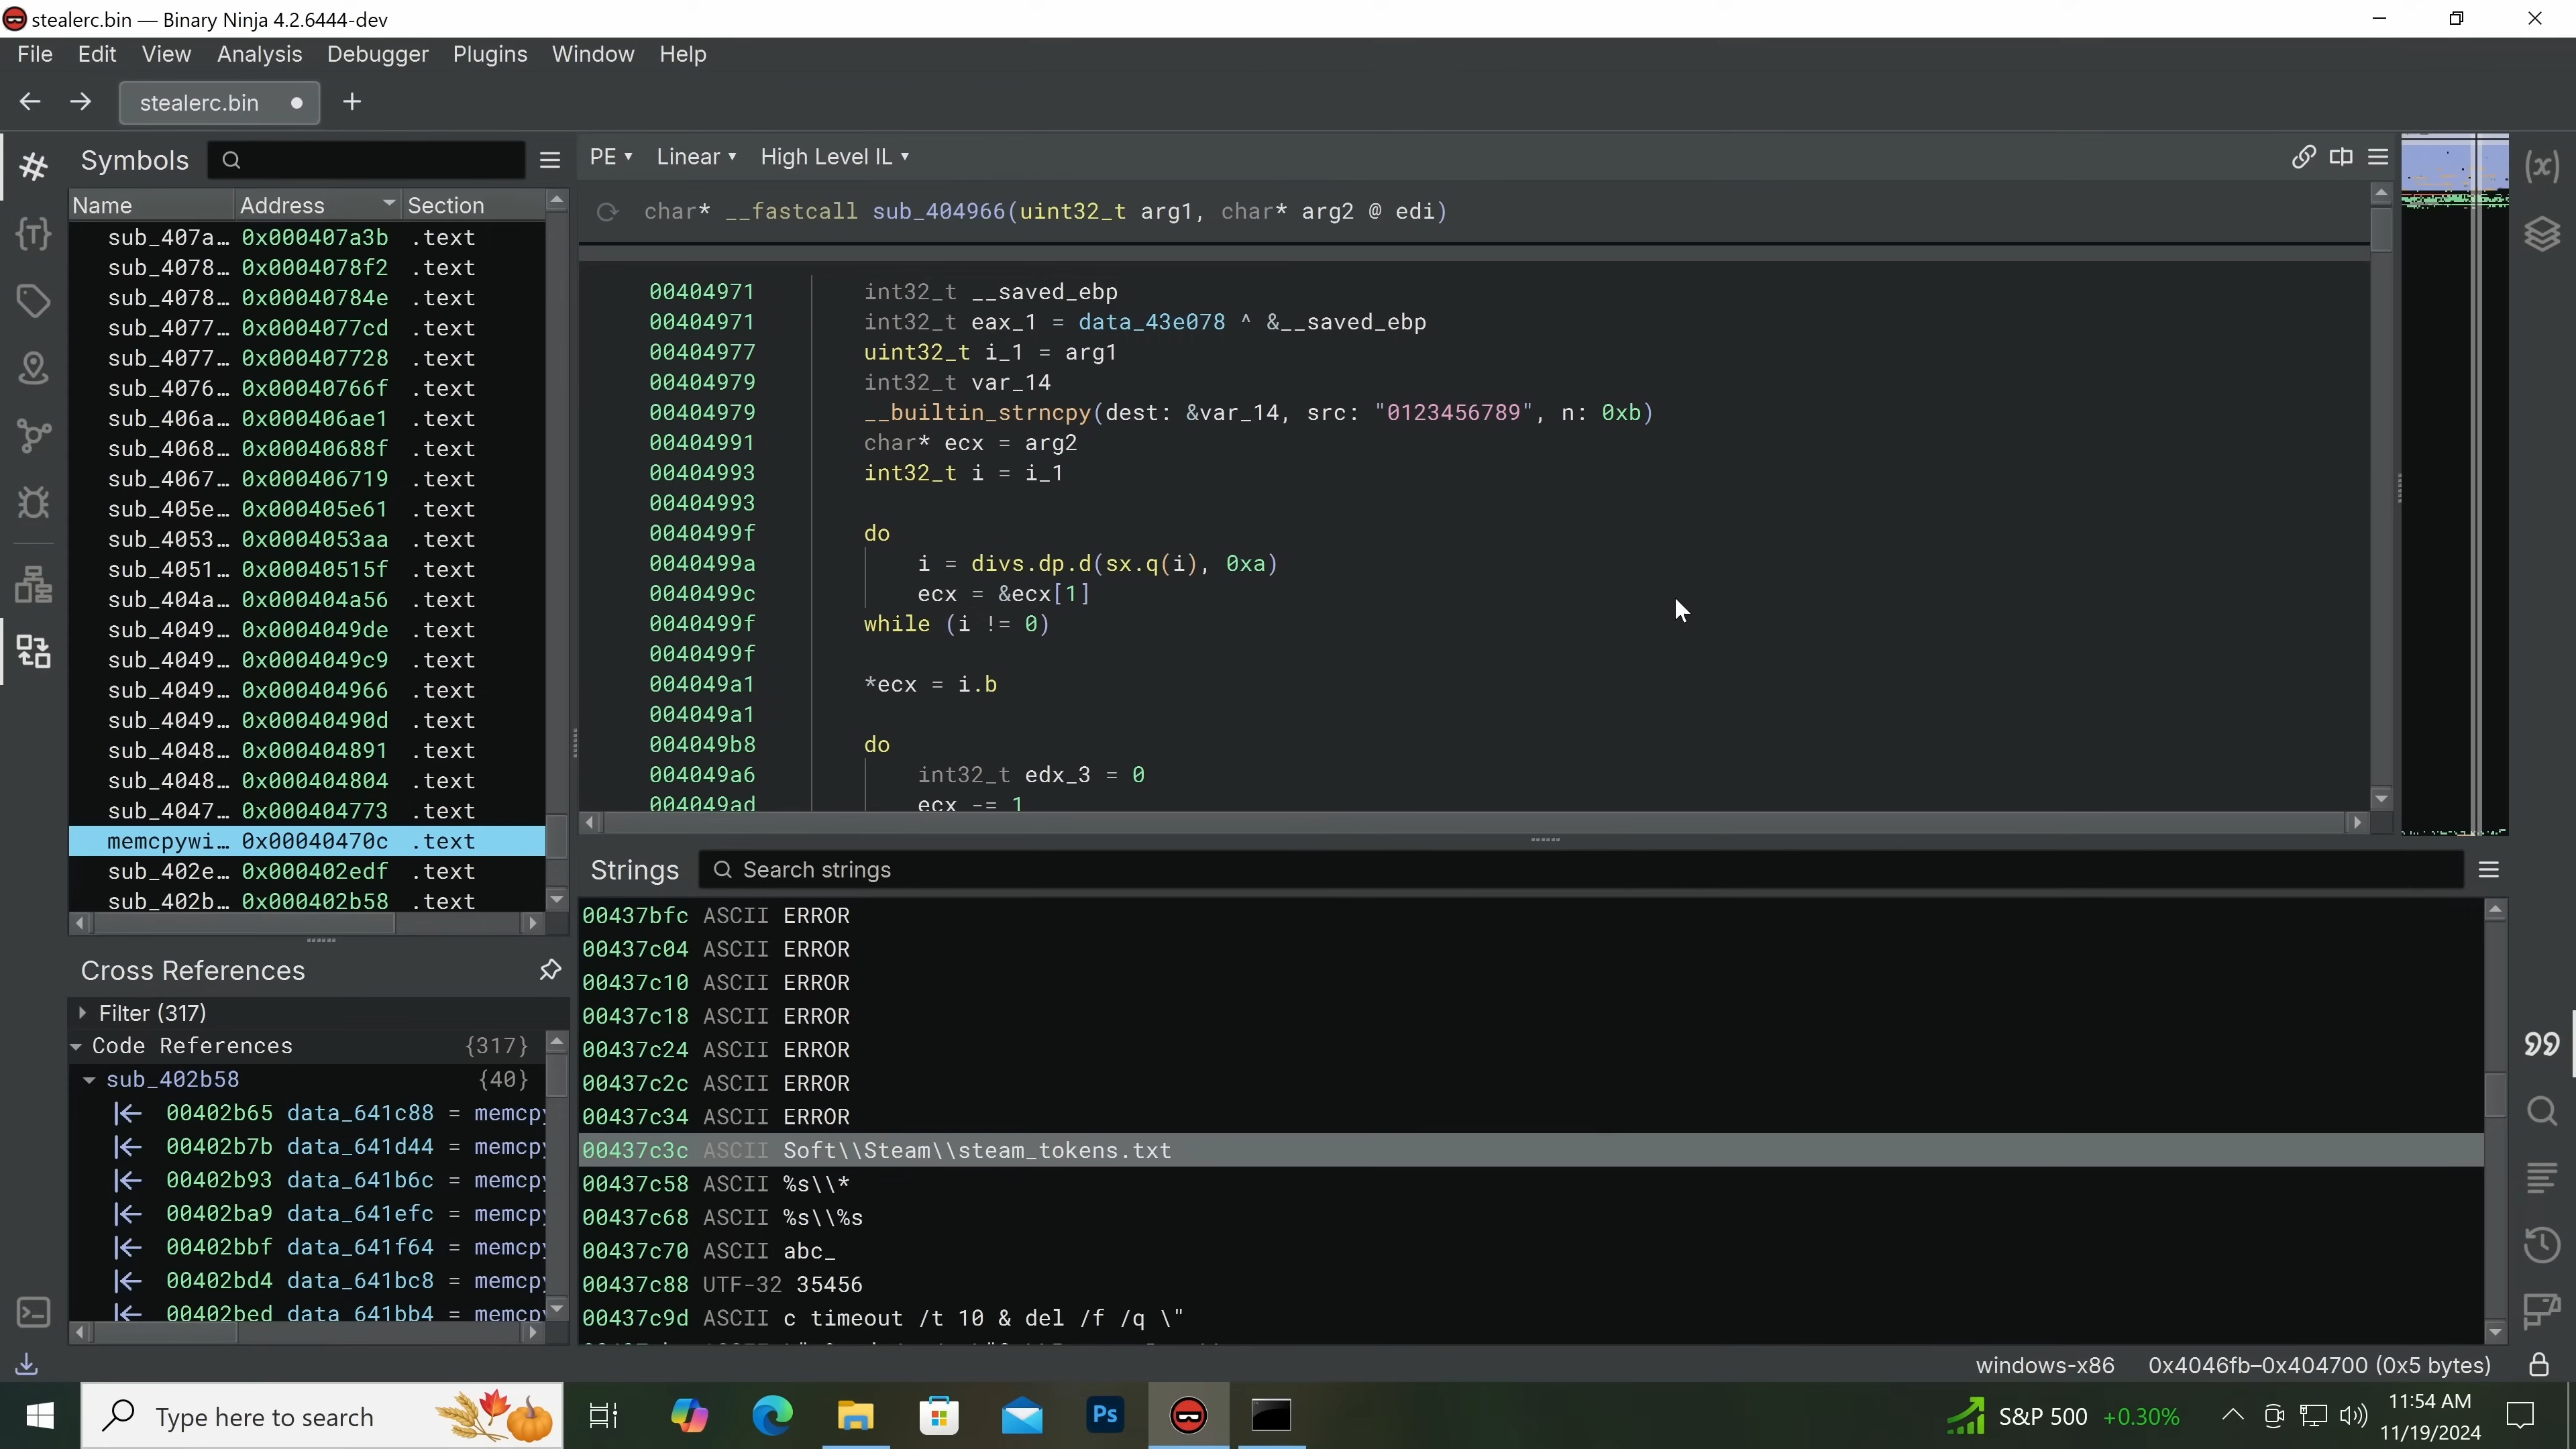 stealerc.bin — Binary Ninja 4.2.6444-dev
File Edit View Analysis Debugger Plugins Window Help
stealerc.bin
Symbols
PE Linear High Level IL
Name Address Section
char* __fastcall sub_404966(uint32_t arg1, char* arg2 @ edi)
sub_407a… 0x000407a3b .text
sub_4078… 0x0004078f2 .text
sub_4078… 0x00040784e .text
sub_4077… 0x0004077cd .text
sub_4077… 0x000407728 .text
sub_4076… 0x00040766f .text
sub_406a… 0x000406ae1 .text
sub_4068… 0x00040688f .text
sub_4067… 0x000406719 .text
sub_405e… 0x000405e61 .text
sub_4053… 0x0004053aa .text
sub_4051… 0x00040515f .text
sub_404a… 0x000404a56 .text
sub_4049… 0x0004049de .text
sub_4049… 0x0004049c9 .text
sub_4049… 0x000404966 .text
sub_4049… 0x00040490d .text
sub_4048… 0x000404891 .text
sub_4048… 0x000404804 .text
sub_4047… 0x000404773 .text
memcpywi… 0x00040470c .text
sub_402e… 0x000402edf .text
sub_402b… 0x000402b58 .text
00404971 int32_t __saved_ebp
00404971 int32_t eax_1 = data_43e078 ^ &__saved_ebp
00404977 uint32_t i_1 = arg1
00404979 int32_t var_14
00404979 __builtin_strncpy(dest: &var_14, src: "0123456789", n: 0xb)
00404991 char* ecx = arg2
00404993 int32_t i = i_1
00404993
0040499f do
0040499a i = divs.dp.d(sx.q(i), 0xa)
0040499c ecx = &ecx[1]
0040499f while (i != 0)
0040499f
004049a1 *ecx = i.b
004049a1
004049b8 do
004049a6 int32_t edx_3 = 0
004049ad ecx -= 1
Cross References
Filter (317)
Code References {317}
sub_402b58 {40}
00402b65 data_641c88 = memcpy
00402b7b data_641d44 = memcpy
00402b93 data_641b6c = memcpy
00402ba9 data_641efc = memcpy
00402bbf data_641f64 = memcpy
00402bd4 data_641bc8 = memcpy
00402bed data_641bb4 = memcpy
Strings Search strings
00437bfc ASCII ERROR
00437c04 ASCII ERROR
00437c10 ASCII ERROR
00437c18 ASCII ERROR
00437c24 ASCII ERROR
00437c2c ASCII ERROR
00437c34 ASCII ERROR
00437c3c ASCII Soft\\Steam\\steam_tokens.txt
00437c58 ASCII %s\\*
00437c68 ASCII %s\\%s
00437c70 ASCII abc_
00437c88 UTF-32 35456
00437c9d ASCII c timeout /t 10 & del /f /q \"
windows-x86 0x4046fb–0x404700 (0x5 bytes)
Type here to search
Ps
S&P 500 +0.30%
11:54 AM
11/19/2024